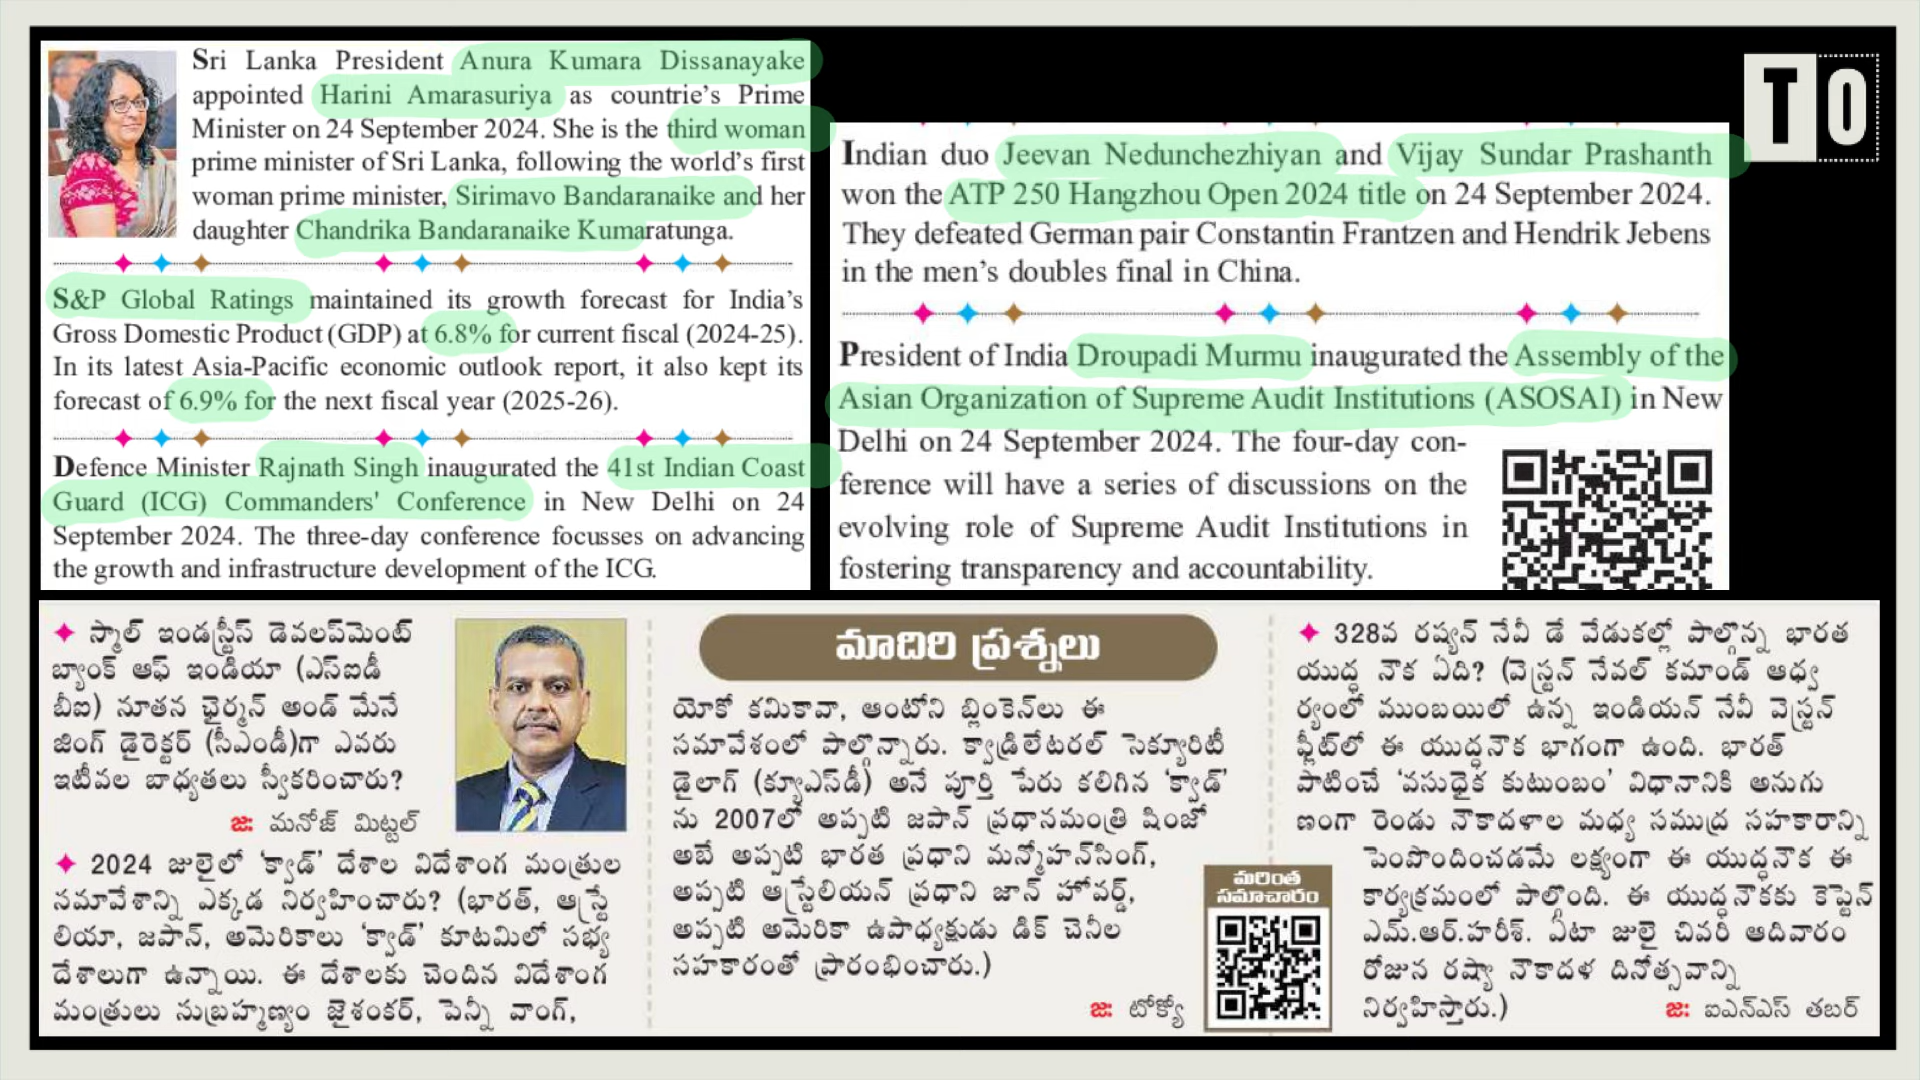 Sri Lanka President Anura Kumara Dissanayake
appointed Harini Amarasuriya as countrie's Prime
Minister on 24 September 2024. She is the third woman
prime minister of Sri Lanka, following the world's first
woman prime minister, Sirimavo Bandaranaike and her
daughter Chandrika Bandaranaike Kumaratunga.
S&P Global Ratings maintained its growth forecast for India's
Gross Domestic Product (GDP) at 6.8% for current fiscal (2024-25).
In its latest Asia-Pacific economic outlook report, it also kept its
forecast of 6.9% for the next fiscal year (2025-26).
Defence Minister Rajnath Singh inaugurated the 41st Indian Coast
Guard (ICG) Commanders' Conference in New Delhi on 24
September 2024. The three-day conference focusses on advancing
the growth and infrastructure development of the ICG.
TO
Indian duo Jeevan Nedunchezhiyan and Vijay Sundar Prashanth
won the ATP 250 Hangzhou Open 2024 title on 24 September 2024.
They defeated German pair Constantin Frantzen and Hendrik Jebens
in the men's doubles final in China.
President of India Droupadi Murmu inaugurated the Assembly of the
Asian Organization of Supreme Audit Institutions (ASOSAI) in New
Delhi on 24 September 2024. The four-day con-
ference will have a series of discussions on the
evolving role of Supreme Audit Institutions in
fostering transparency and accountability.
స్మాల్ ఇండస్ట్రీస్ డెవలప్‌మెంట్
బ్యాంక్ ఆఫ్ ఇండియా (ఎస్ఐడీ
బీఐ) నూతన ఛైర్మన్ అండ్ మేనే
జింగ్ డైరెక్టర్ (సీఎండీ)గా ఎవరు
ఇటీవల బాధ్యతలు స్వీకరించారు?
జ: మనోజ్ మిట్టల్
2024 జులైలో 'క్వాడ్' దేశాల విదేశాంగ మంత్రుల
సమావేశాన్ని ఎక్కడ నిర్వహించారు? (భారత్, ఆస్ట్రే
లియా, జపాన్, అమెరికాలు 'క్వాడ్' కూటమిలో సభ్య
దేశాలుగా ఉన్నాయి. ఈ దేశాలకు చెందిన విదేశాంగ
మంత్రులు సుబ్రహ్మణ్యం జైశంకర్, పెన్నీ వాంగ్,
మాదిరి ప్రశ్నలు
యోకో కమికావా, ఆంటోని బ్లింకెన్‌లు ఈ
సమావేశంలో పాల్గొన్నారు. క్వాడ్రిలేటరల్ సెక్యూరిటీ
డైలాగ్ (క్యూఎస్‌డీ) అనే పూర్తి పేరు కలిగిన 'క్వాడ్'
ను 2007లో అప్పటి జపాన్ ప్రధానమంత్రి షింజో
అబే అప్పటి భారత ప్రధాని మన్మోహన్‌సింగ్,
అప్పటి ఆస్ట్రేలియన్ ప్రధాని జాన్ హోవర్డ్,
అప్పటి అమెరికా ఉపాధ్యక్షుడు డిక్ చెనీల
సహకారంతో ప్రారంభించారు.)
జ: టోక్యో
మరింత
సమాచారం
328వ రష్యన్ నేవీ డే వేడుకల్లో పాల్గొన్న భారత
యుద్ధ నౌక ఏది? (వెస్ట్రన్ నేవల్ కమాండ్ ఆధ్వ
ర్యంలో ముంబయిలో ఉన్న ఇండియన్ నేవీ వెస్ట్రన్
ఫ్లీట్‌లో ఈ యుద్ధనౌక భాగంగా ఉంది. భారత్
పాటించే 'వసుధైక కుటుంబం' విధానానికి అనుగు
ణంగా రెండు నౌకాదళాల మధ్య సముద్ర సహకారాన్ని
పెంపొందించడమే లక్ష్యంగా ఈ యుద్ధనౌక ఈ
కార్యక్రమంలో పాల్గొంది. ఈ యుద్ధనౌకకు కెప్టెన్
ఎమ్.ఆర్.హరీశ్. ఏటా జులై చివరి ఆదివారం
రోజున రష్యా నౌకాదళ దినోత్సవాన్ని
నిర్వహిస్తారు.)
జ: ఐఎన్ఎస్ తబర్